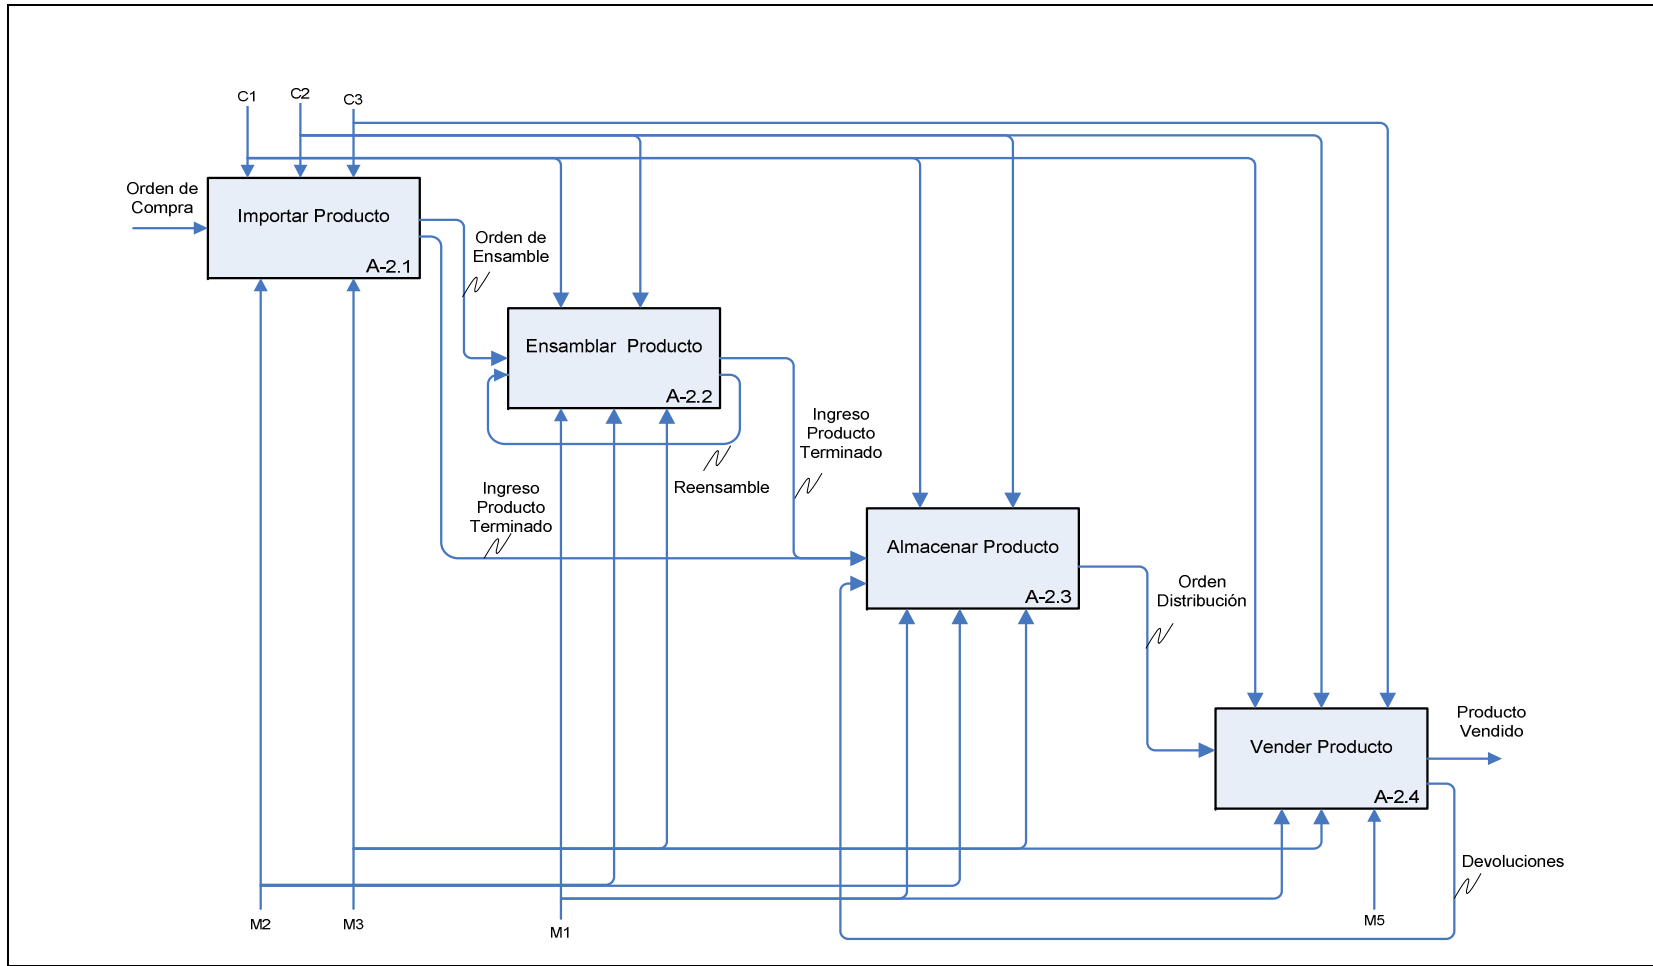 C1
C2
C3
Orden de
Compra
Importar Producto
A-2.1
Orden de
Ensamble
Ensamblar Producto
A-2.2
Ingreso
Producto
Terminado
Reensamble
Ingreso
Producto
Terminado
Almacenar Producto
A-2.3
Orden
Distribución
Producto
Vendido
Vender Producto
A-2.4
Devoluciones
M2
M3
M1
M5